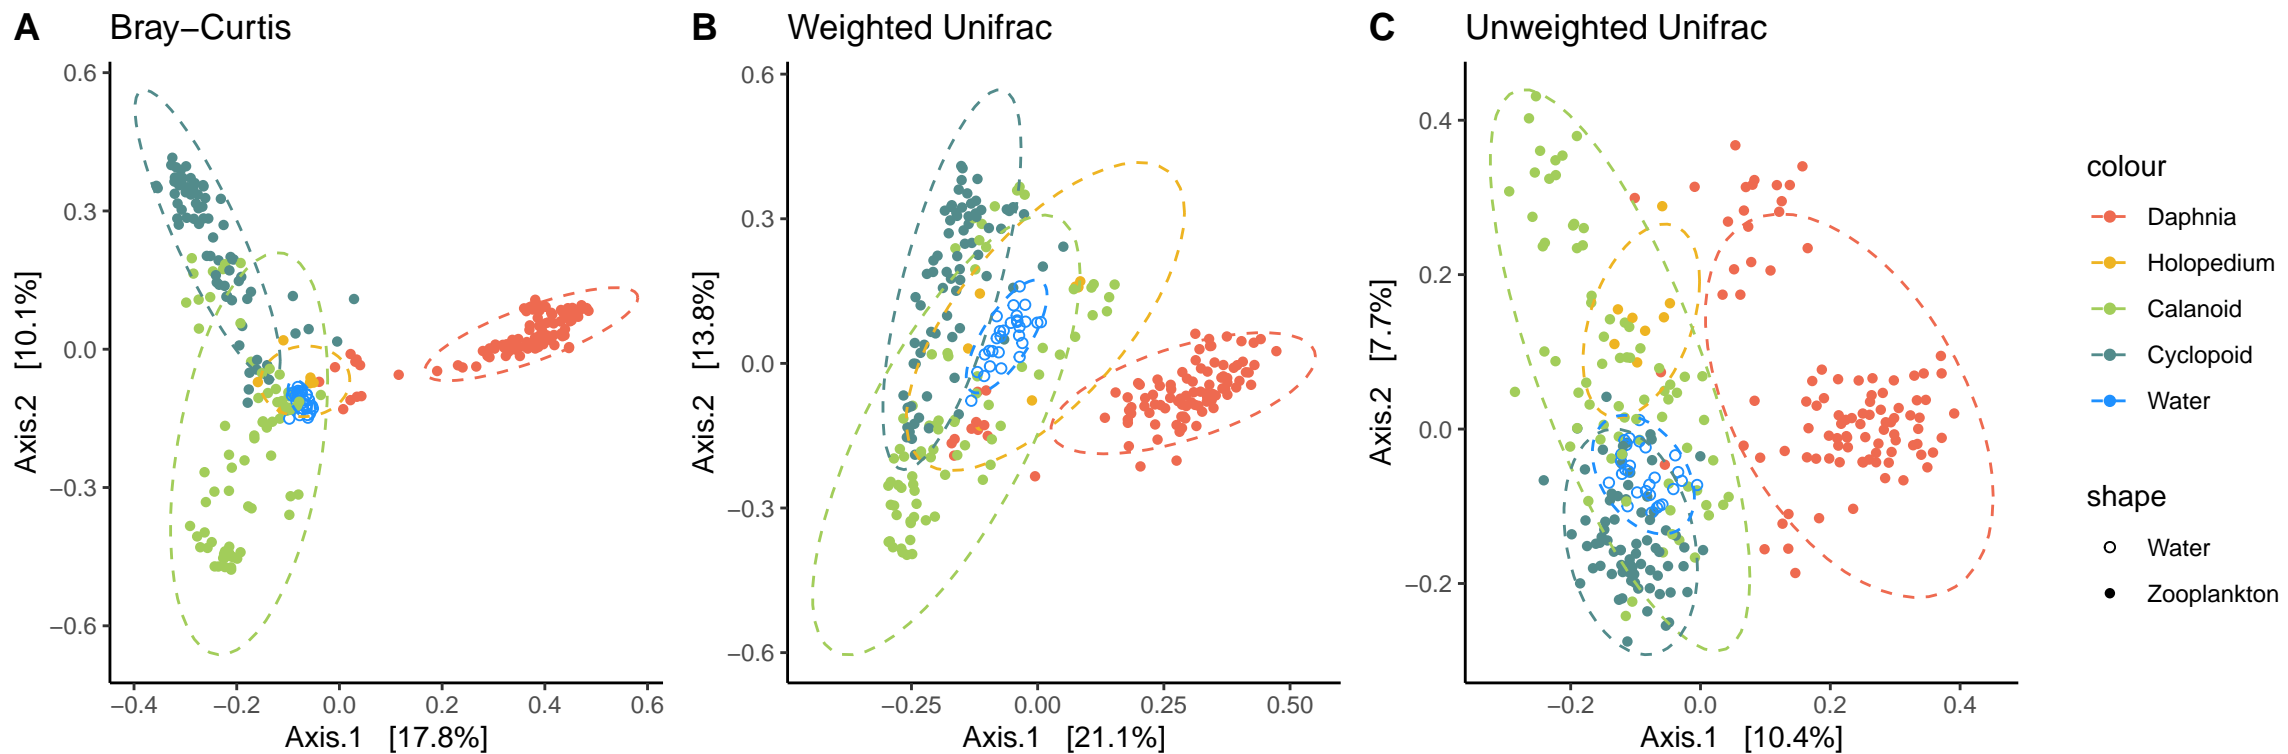 A Bray−Curtis
0.6
0.3
0.0
−0.3
−0.6
Axis.2 [10.1%]
−0.4 −0.2 0.0 0.2 0.4 0.6
Axis.1 [17.8%]
B Weighted Unifrac
0.6
0.3
0.0
−0.3
−0.6
Axis.2 [13.8%]
−0.25 0.00 0.25 0.50
Axis.1 [21.1%]
C Unweighted Unifrac
0.4
0.2
0.0
−0.2
Axis.2 [7.7%]
−0.2 0.0 0.2 0.4
Axis.1 [10.4%]
colour
Daphnia
Holopedium
Calanoid
Cyclopoid
Water
shape
Water
Zooplankton